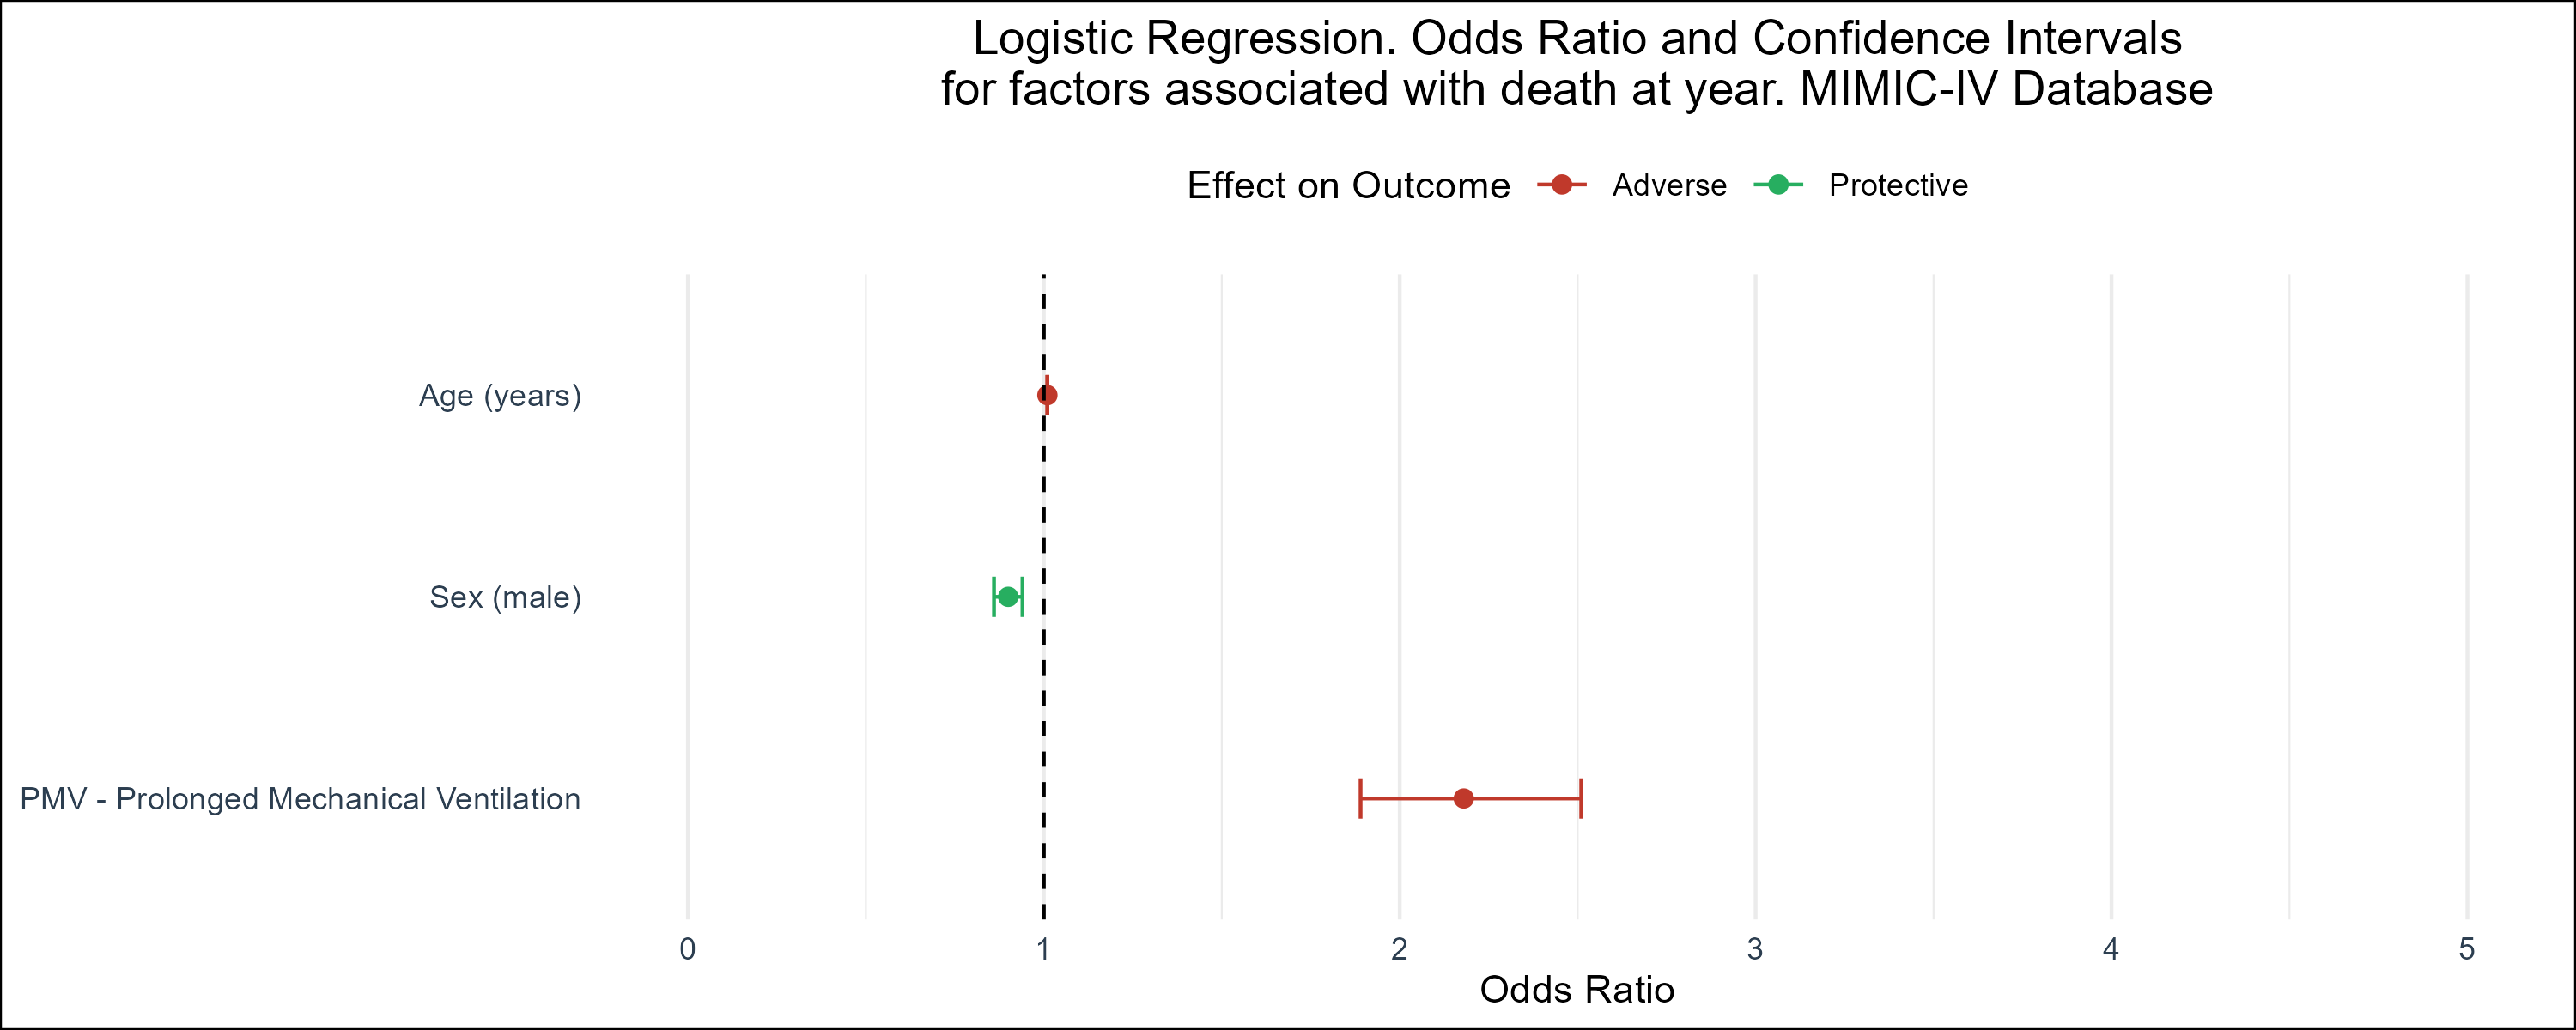 Logistic Regression. Odds Ratio and Confidence Intervals
for factors associated with death at year. MIMIC-IV Database
Effect on Outcome Adverse Protective
Age (years)
Sex (male)
PMV - Prolonged Mechanical Ventilation
0 1 2 3 4 5
Odds Ratio